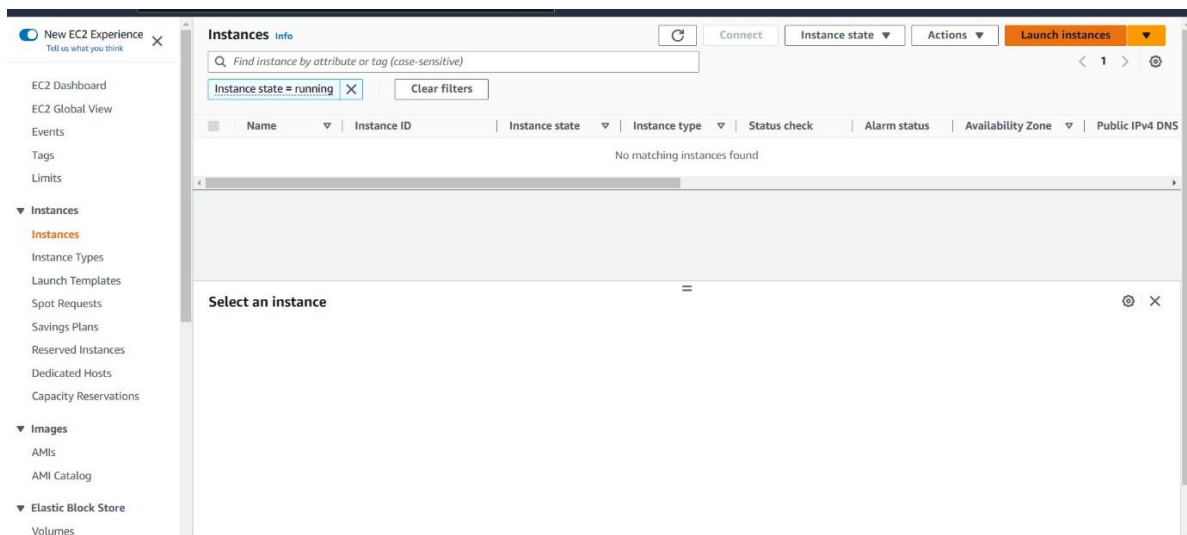 New EC2 Experience
Tell us what you think
EC2 Dashboard
EC2 Global View
Events
Tags
Limits
Instances
Instances
Instance Types
Launch Templates
Spot Requests
Savings Plans
Reserved Instances
Dedicated Hosts
Capacity Reservations
Images
AMIs
AMI Catalog
Elastic Block Store
Volumes
Instances Info
Connect
Instance state
Actions
Launch instances
Find instance by attribute or tag (case-sensitive)
1
Instance state = running
Clear filters
Name Instance ID Instance state Instance type Status check Alarm status Availability Zone Public IPv4 DNS
No matching instances found
Select an instance